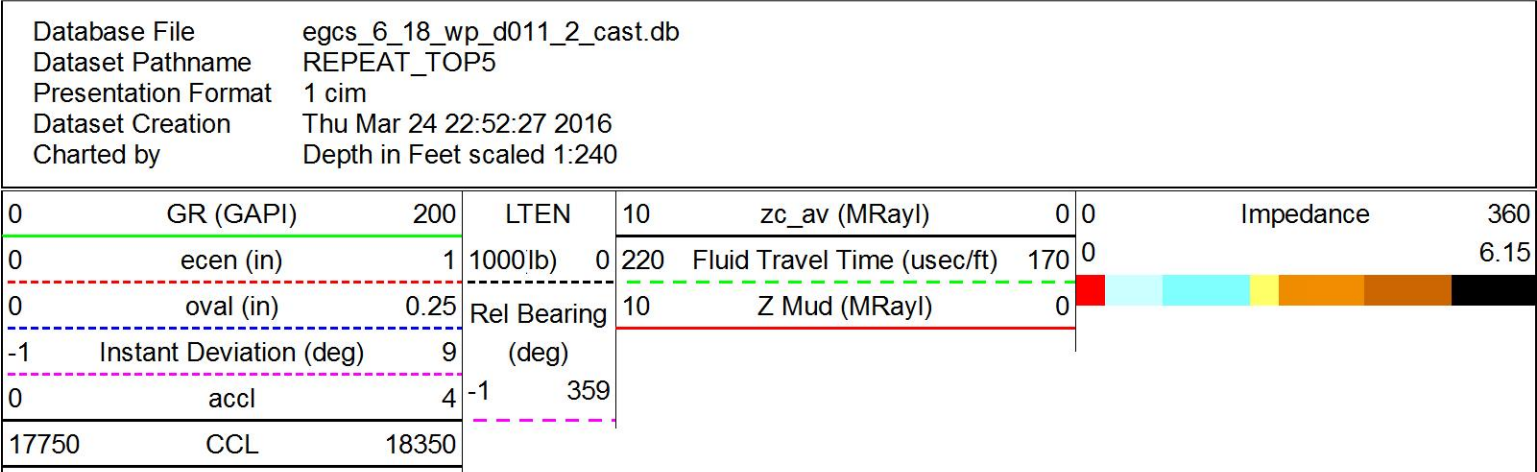 Database File egcs_6_18_wp_d011_2_cast.db
Dataset Pathname REPEAT_TOP5
Presentation Format 1 cim
Dataset Creation Thu Mar 24 22:52:27 2016
Charted by Depth in Feet scaled 1:240
0 GR (GAPI) 200
0 ecen (in) 1
0 oval (in) 0.25
-1 Instant Deviation (deg) 9
0 accl 4
17750 CCL 18350
LTEN
1000(lb) 0
Rel Bearing
(deg)
-1 359
10 zc_av (MRayl) 0
220 Fluid Travel Time (usec/ft) 170
10 Z Mud (MRayl) 0
0 Impedance 360
0 6.15